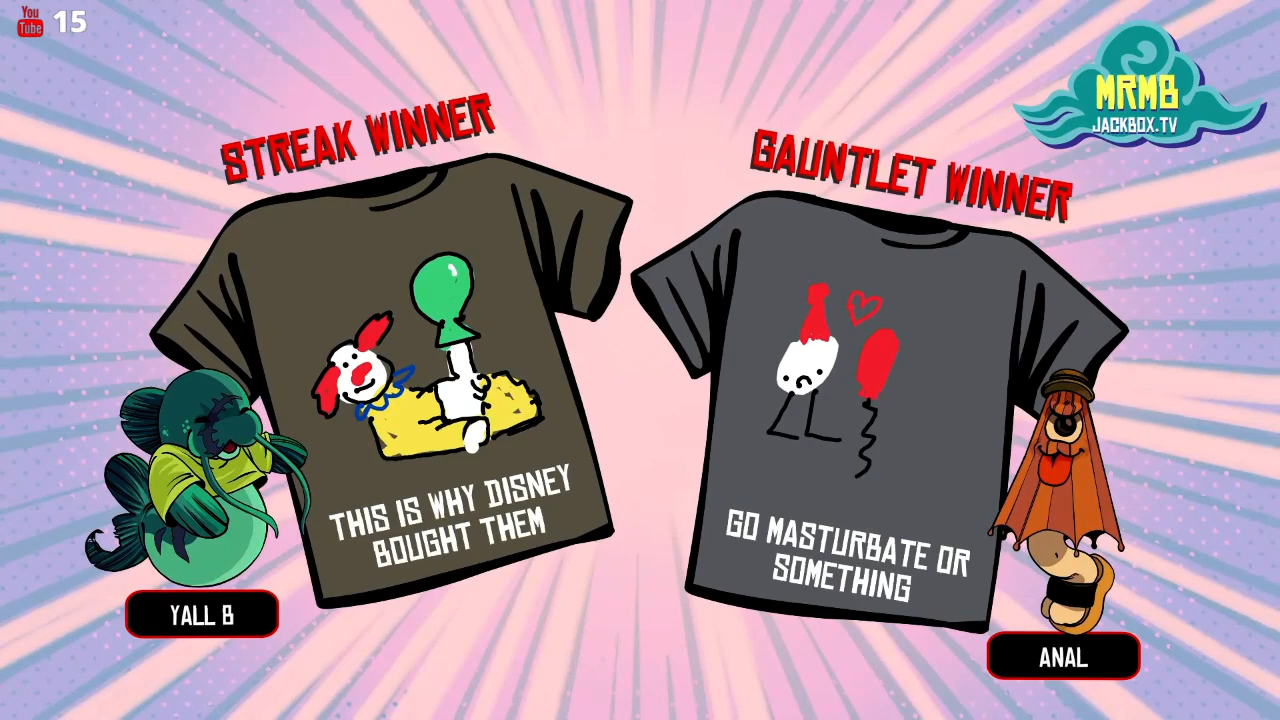 You
Tube
15
MRMB
JACKBOX.TV
STREAK WINNER
GAUNTLET WINNER
THIS IS WHY DISNEY
BOUGHT THEM
GO MASTURBATE OR
SOMETHING
YALL B
ANAL